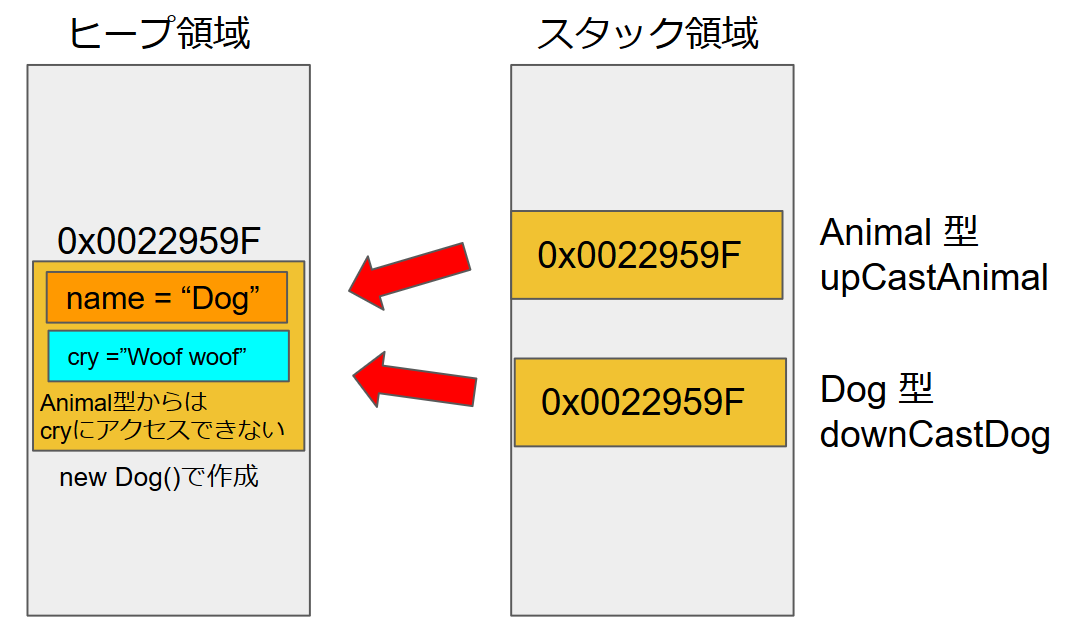 ヒープ領域
スタック領域
0x0022959F
name = “Dog”
cry =”Woof woof”
Animal型からは
cryにアクセスできない
new Dog()で作成
0x0022959F
Animal 型
upCastAnimal
0x0022959F
Dog 型
downCastDog